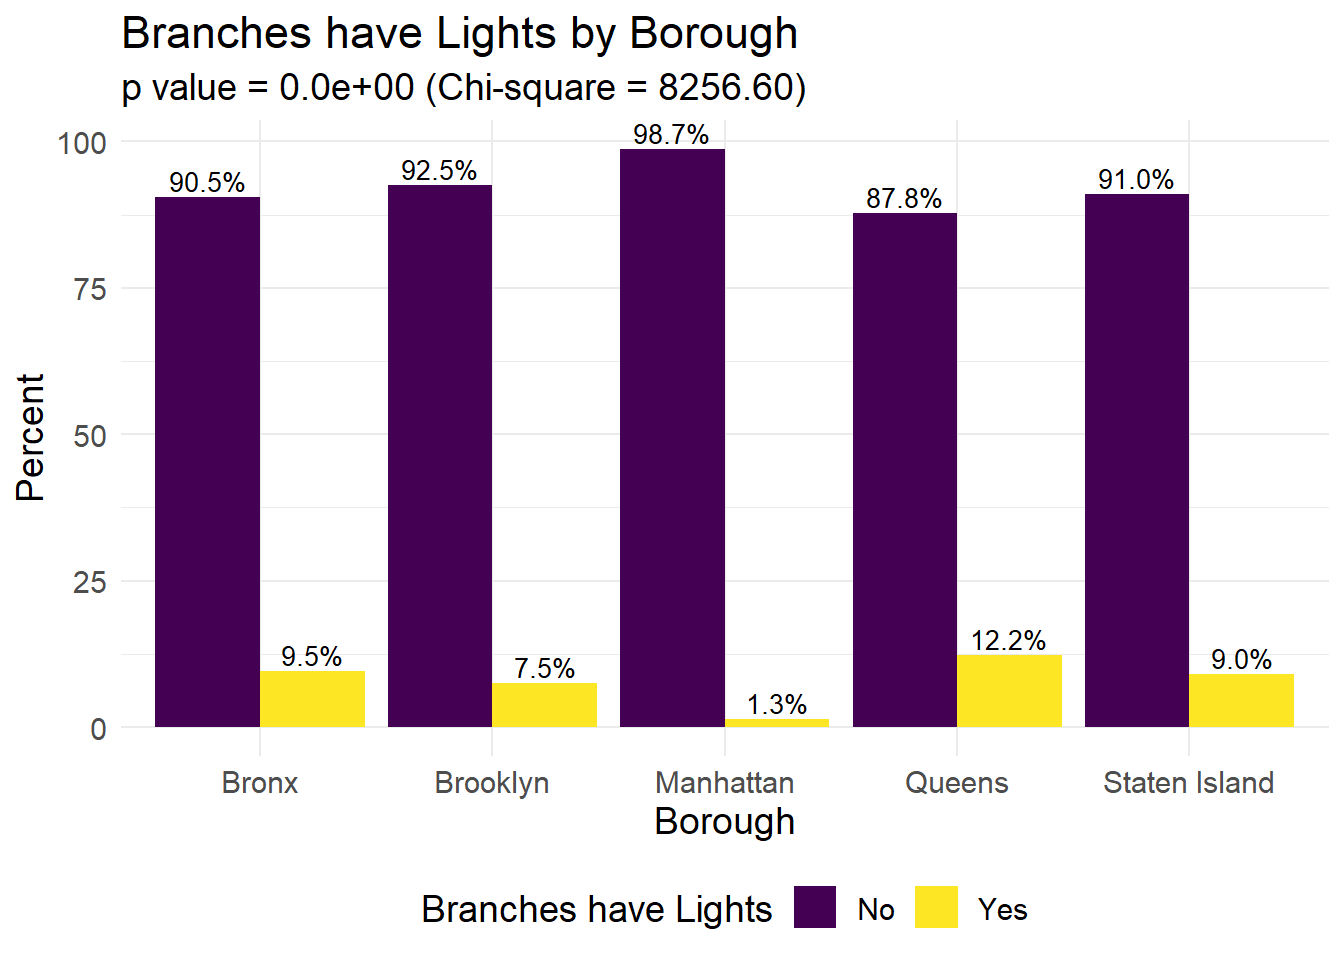 Branches have Lights by Borough
p value = 0.0e+00 (Chi-square = 8256.60)
Percent
100
75
50
25
0
90.5%
9.5%
92.5%
7.5%
98.7%
1.3%
87.8%
12.2%
91.0%
9.0%
Bronx
Brooklyn
Manhattan
Queens
Staten Island
Borough
Branches have Lights No Yes